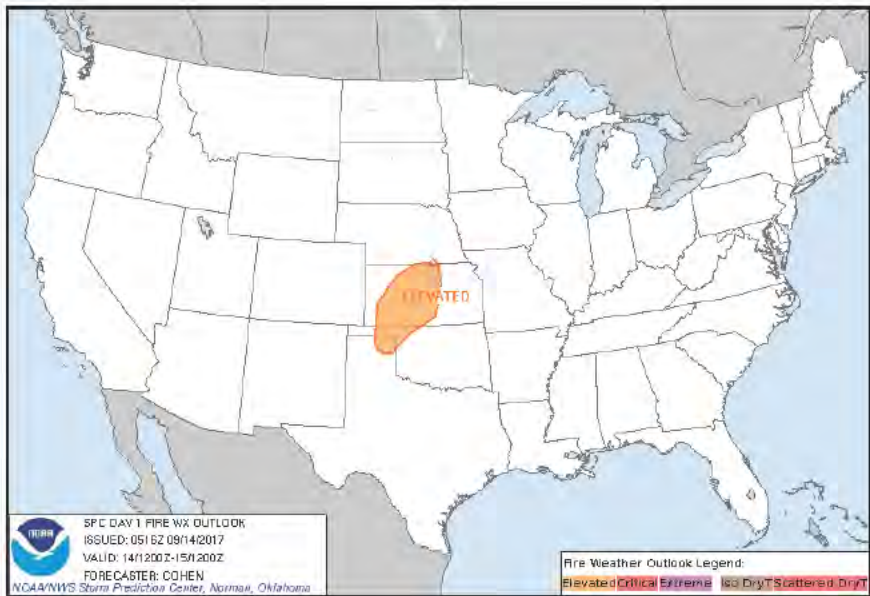 ELEVATED
noaa
SPC DAY 1 FIRE WX OUTLOOK
ISSUED: 0516Z 09/14/2017
VALID: 14/1200Z-15/1200Z
FORECASTER: COHEN
NOAA/NWS Storm Prediction Center, Norman, Oklahoma
Fire Weather Outlook Legend:
Elevated Critical Extreme Iso DryT Scattered DryT